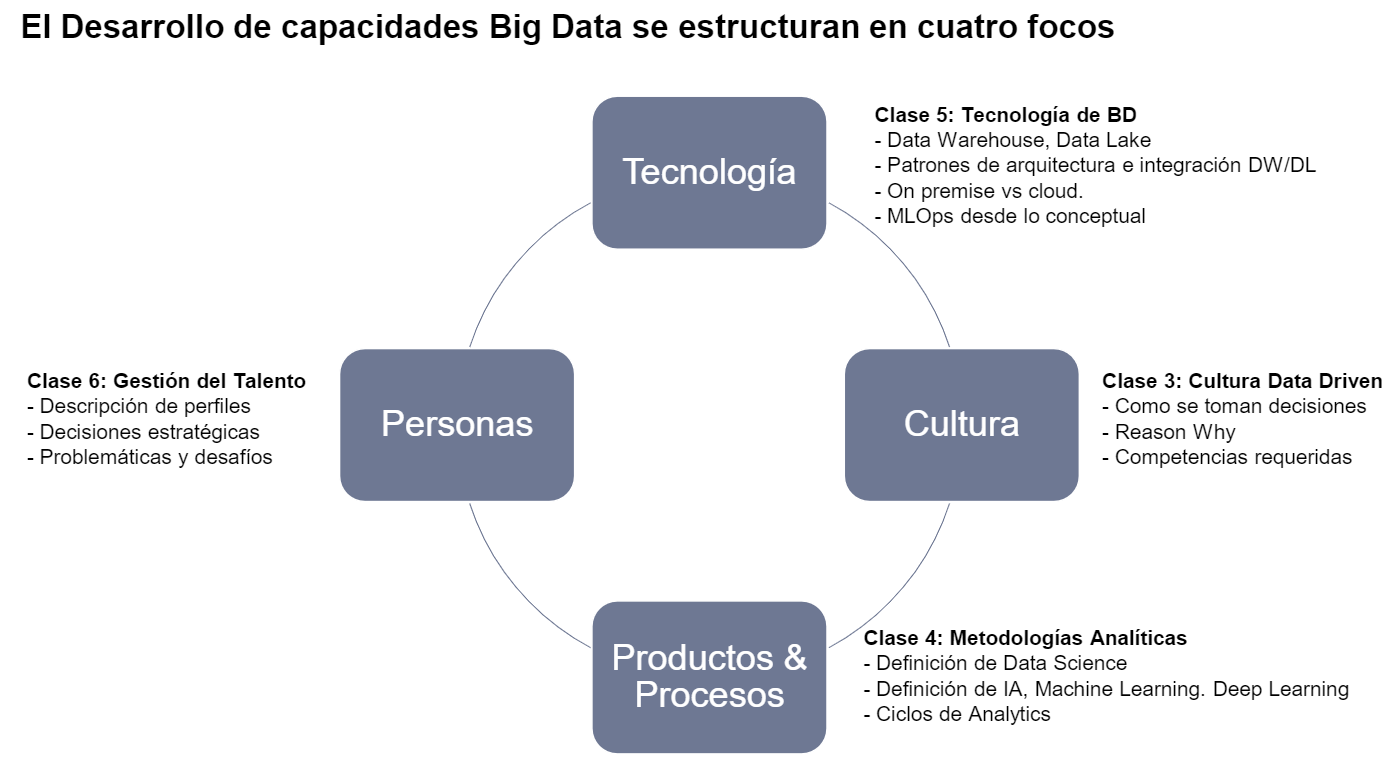 El Desarrollo de capacidades Big Data se estructuran en cuatro focos
Tecnología
Clase 5: Tecnología de BD
- Data Warehouse, Data Lake
- Patrones de arquitectura e integración DW/DL
- On premise vs cloud.
- MLOps desde lo conceptual
Clase 6: Gestión del Talento
- Descripción de perfiles
- Decisiones estratégicas
- Problemáticas y desafíos
Personas
Cultura
Clase 3: Cultura Data Driven
- Como se toman decisiones
- Reason Why
- Competencias requeridas
Productos &
Procesos
Clase 4: Metodologías Analíticas
- Definición de Data Science
- Definición de IA, Machine Learning. Deep Learning
- Ciclos de Analytics